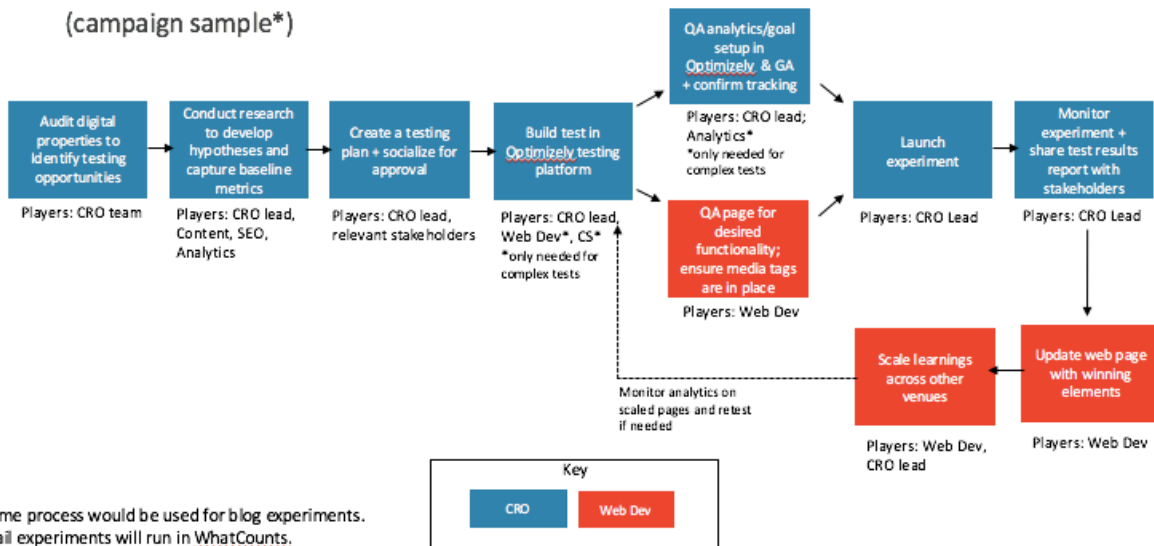 (campaign sample*)
Audit digital
properties to
Identify testing
opportunities
Players: CRO team
Conduct research
to develop
hypotheses and
capture baseline
metrics
Players: CRO lead,
Content, SEO,
Analytics
Create a testing
plan + socialize for
approval
Players: CRO lead,
relevant stakeholders
Build test in
Optimizely testing
platform
Players: CRO lead,
Web Dev*, CS*
*only needed for
complex tests
QA analytics/goal
setup in
Optimizely & GA
+ confirm tracking
Players: CRO lead;
Analytics*
*only needed for
complex tests
QA page for
desired
functionality;
ensure media tags
are in place
Players: Web Dev
Launch
experiment
Players: CRO Lead
Monitor
experiment +
share test results
report with
stakeholders
Players: CRO Lead
Update web page
with winning
elements
Players: Web Dev
Scale learnings
across other
venues
Players: Web Dev,
CRO lead
Monitor analytics on
scaled pages and retest
if needed
Key
CRO
Web Dev
process would be used for blog experiments.
experiments will run in WhatCounts.